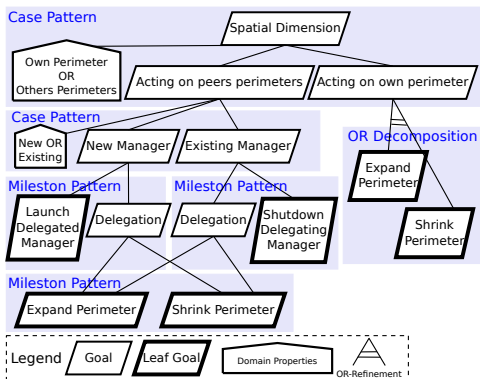 Case Pattern
Spatial Dimension
Own Perimeter
OR
Others Perimeters
Acting on peers perimeters
Acting on own perimeter
Case Pattern
New OR
Existing
New Manager
Existing Manager
OR Decomposition
Expand
Perimeter
Shrink
Perimeter
Mileston Pattern
Mileston Pattern
Launch
Delegated
Manager
Delegation
Delegation
Shutdown
Delegating
Manager
Mileston Pattern
Expand Perimeter
Shrink Perimeter
Legend
Goal
Leaf Goal
Domain Properties
OR-Refinement